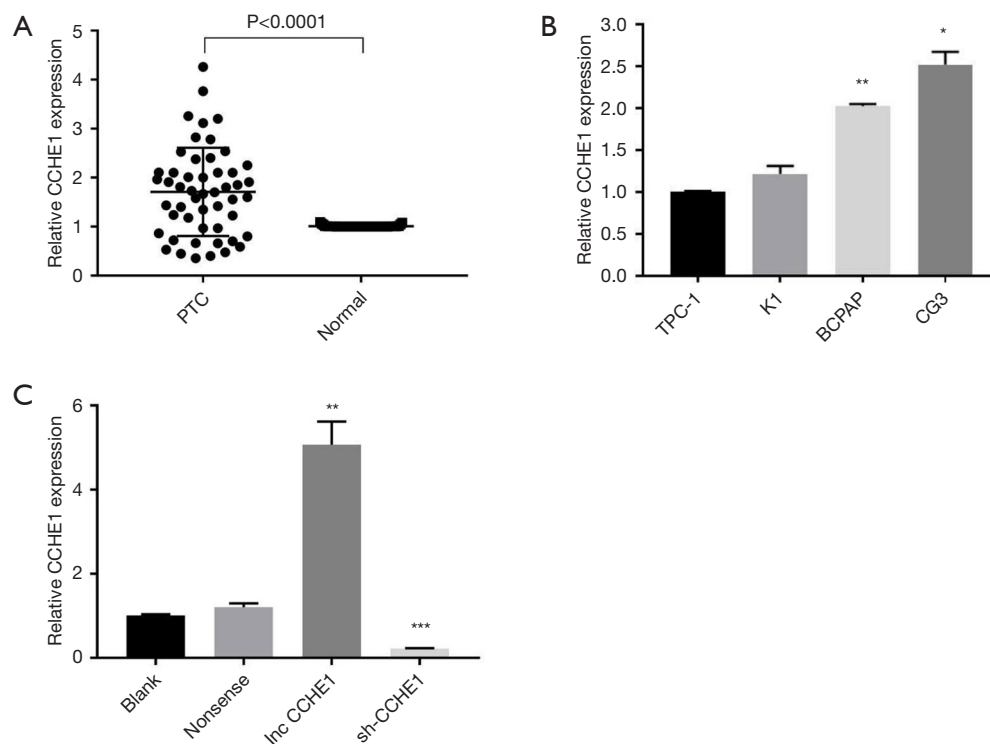 A
P<0.0001
Relative CCHE1 expression
5
4
3
2
1
0
PTC
Normal
B
Relative CCHE1 expression
3.0
2.5
2.0
1.5
1.0
0.5
0.0
**
*
TPC-1
K1
BCPAP
CG3
C
Relative CCHE1 expression
6
4
2
0
**
***
Blank
Nonsense
lnc CCHE1
sh-CCHE1